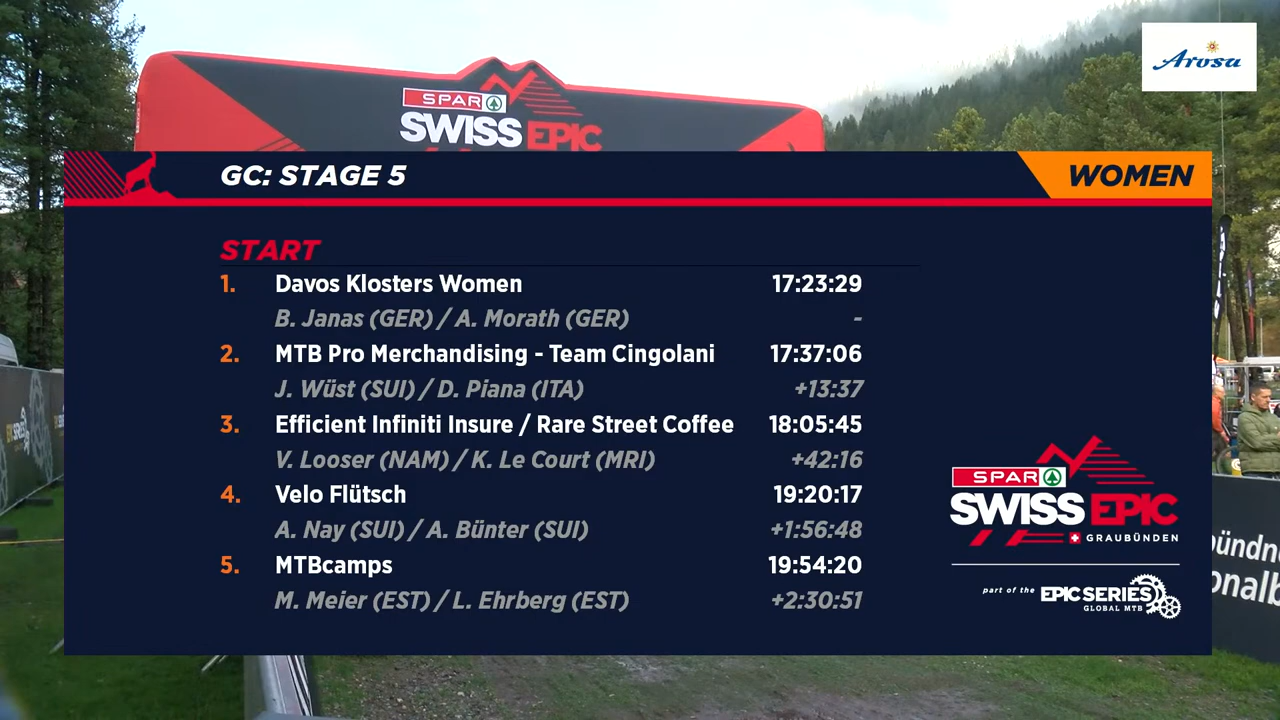 Arosa
SPAR
SWISS EPIC
GC: STAGE 5
WOMEN
START
1. Davos Klosters Women 17:23:29
B. Janas (GER) / A. Morath (GER) -
2. MTB Pro Merchandising - Team Cingolani 17:37:06
J. Wüst (SUI) / D. Piana (ITA) +13:37
3. Efficient Infiniti Insure / Rare Street Coffee 18:05:45
V. Looser (NAM) / K. Le Court (MRI) +42:16
4. Velo Flütsch 19:20:17
A. Nay (SUI) / A. Bünter (SUI) +1:56:48
5. MTBcamps 19:54:20
M. Meier (EST) / L. Ehrberg (EST) +2:30:51
SPAR
SWISS EPIC
GRAUBÜNDEN
part of the EPIC SERIES
GLOBAL MTB